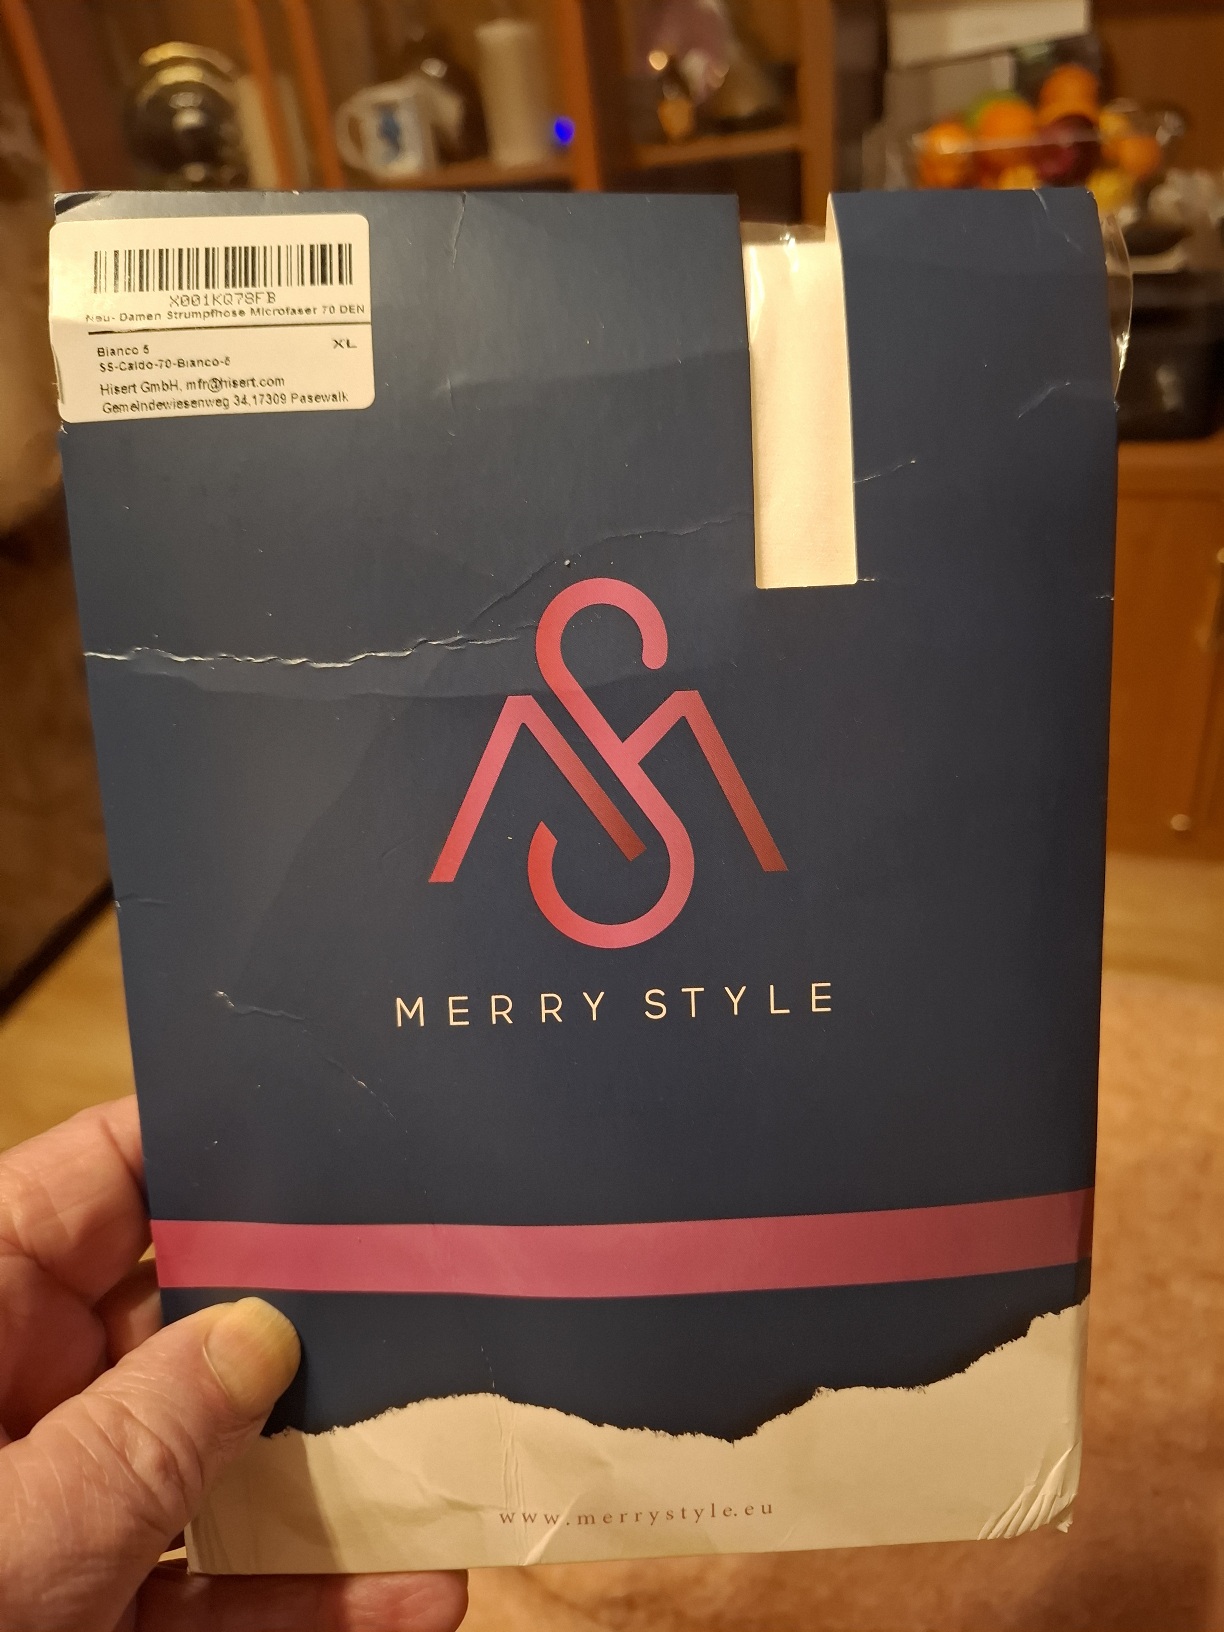 X001KQ78FB
Neu- Damen Strumpfhose Microfaser 70 DEN
Bianco 5 XL
SS-Caldo-70-Bianco-5
Hisert GmbH, mfr@hisert.com
Gemeindewiesenweg 34,17309 Pasewalk
MERRY STYLE
www.merrystyle.eu